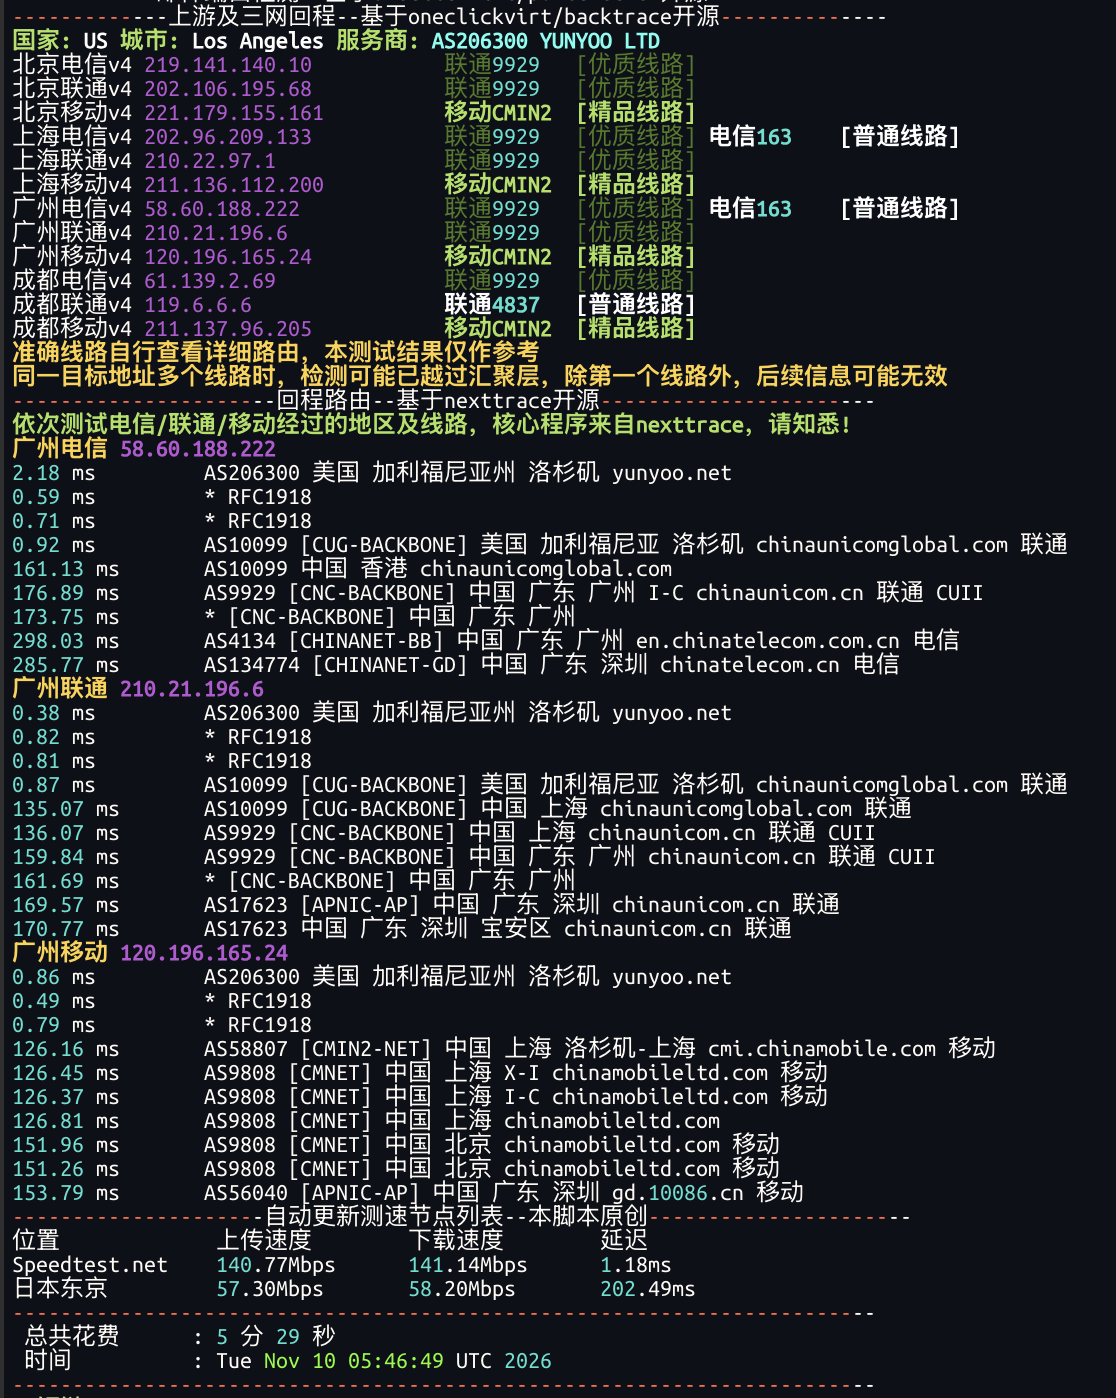 ------------上游及三网回程--基于oneclickvirt/backtrace开源--------------
国家: US 城市: Los Angeles 服务商: AS206300 YUNYOO LTD
北京电信v4 219.141.140.10 联通9929 [优质线路]
北京联通v4 202.106.195.68 联通9929 [优质线路]
北京移动v4 221.179.155.161 移动CMIN2 [精品线路]
上海电信v4 202.96.209.133 联通9929 [优质线路] 电信163 [普通线路]
上海联通v4 210.22.97.1 联通9929 [优质线路]
上海移动v4 211.136.112.200 移动CMIN2 [精品线路]
广州电信v4 58.60.188.222 联通9929 [优质线路] 电信163 [普通线路]
广州联通v4 210.21.196.6 联通9929 [优质线路]
广州移动v4 120.196.165.24 移动CMIN2 [精品线路]
成都电信v4 61.139.2.69 联通9929 [优质线路]
成都联通v4 119.6.6.6 联通4837 [普通线路]
成都移动v4 211.137.96.205 移动CMIN2 [精品线路]
准确线路自行查看详细路由，本测试结果仅作参考
同一目标地址多个线路时，检测可能已越过汇聚层，除第一个线路外，后续信息可能无效
----------------------回程路由--基于nexttrace开源-----------------------
依次测试电信/联通/移动经过的地区及线路，核心程序来自nexttrace，请知悉!
广州电信 58.60.188.222
2.18 ms AS206300 美国 加利福尼亚州 洛杉矶 yunyoo.net
0.59 ms * RFC1918
0.71 ms * RFC1918
0.92 ms AS10099 [CUG-BACKBONE] 美国 加利福尼亚 洛杉矶 chinaunicomglobal.com 联通
161.13 ms AS10099 中国 香港 chinaunicomglobal.com
176.89 ms AS9929 [CNC-BACKBONE] 中国 广东 广州 I-C chinaunicom.cn 联通 CUII
173.75 ms * [CNC-BACKBONE] 中国 广东 广州
298.03 ms AS4134 [CHINANET-BB] 中国 广东 广州 en.chinatelecom.com.cn 电信
285.77 ms AS134774 [CHINANET-GD] 中国 广东 深圳 chinatelecom.cn 电信
广州联通 210.21.196.6
0.38 ms AS206300 美国 加利福尼亚州 洛杉矶 yunyoo.net
0.82 ms * RFC1918
0.81 ms * RFC1918
0.87 ms AS10099 [CUG-BACKBONE] 美国 加利福尼亚 洛杉矶 chinaunicomglobal.com 联通
135.07 ms AS10099 [CUG-BACKBONE] 中国 上海 chinaunicomglobal.com 联通
136.07 ms AS9929 [CNC-BACKBONE] 中国 上海 chinaunicom.cn 联通 CUII
159.84 ms AS9929 [CNC-BACKBONE] 中国 广东 广州 chinaunicom.cn 联通 CUII
161.69 ms * [CNC-BACKBONE] 中国 广东 广州
169.57 ms AS17623 [APNIC-AP] 中国 广东 深圳 chinaunicom.cn 联通
170.77 ms AS17623 中国 广东 深圳 宝安区 chinaunicom.cn 联通
广州移动 120.196.165.24
0.86 ms AS206300 美国 加利福尼亚州 洛杉矶 yunyoo.net
0.49 ms * RFC1918
0.79 ms * RFC1918
126.16 ms AS58807 [CMIN2-NET] 中国 上海 洛杉矶-上海 cmi.chinamobile.com 移动
126.45 ms AS9808 [CMNET] 中国 上海 X-I chinamobileltd.com 移动
126.37 ms AS9808 [CMNET] 中国 上海 I-C chinamobileltd.com 移动
126.81 ms AS9808 [CMNET] 中国 上海 chinamobileltd.com
151.96 ms AS9808 [CMNET] 中国 北京 chinamobileltd.com 移动
151.26 ms AS9808 [CMNET] 中国 北京 chinamobileltd.com 移动
153.79 ms AS56040 [APNIC-AP] 中国 广东 深圳 gd.10086.cn 移动
---------------------自动更新测速节点列表--本脚本原创----------------------
位置 上传速度 下载速度 延迟
Speedtest.net 140.77Mbps 141.14Mbps 1.18ms
日本东京 57.30Mbps 58.20Mbps 202.49ms
------------------------------------------------------------------------
总共花费 : 5 分 29 秒
时间 : Tue Nov 10 05:46:49 UTC 2026
------------------------------------------------------------------------